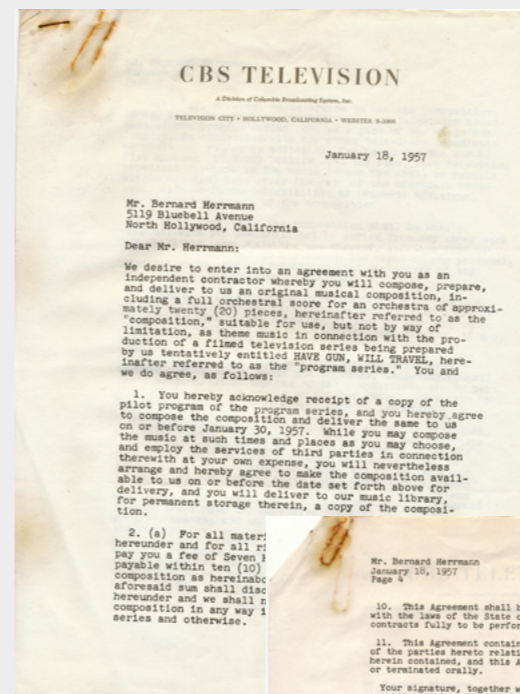 CBS TELEVISION
A Division of Columbia Broadcasting System, Inc.
TELEVISION CITY • HOLLYWOOD, CALIFORNIA • WEBSTER
January 18, 1957
Mr. Bernard Herrmann
5119 Bluebell Avenue
North Hollywood, California
Dear Mr. Herrmann:
We desire to enter into an agreement with you as an
independent contractor whereby you will compose, prepare,
and deliver to us an original musical composition, in-
cluding a full orchestral score for an orchestra of approxi-
mately twenty (20) pieces, hereinafter referred to as the
"composition," suitable for use, but not by way of
limitation, as theme music in connection with the pro-
duction of a filmed television series being prepared
by us tentatively entitled HAVE GUN, WILL TRAVEL, here-
inafter referred to as the "program series." You and
we do agree, as follows:
1. You hereby acknowledge receipt of a copy of the
pilot program of the program series, and you hereby agree
to compose the composition and deliver the same to us
on or before January 30, 1957. While you may compose
the music at such times and places as you may choose,
and employ the services of third parties in connection
therewith at your own expense, you will nevertheless
arrange and hereby agree to make the composition avail-
able to us on or before the date set forth above for
delivery, and you will deliver to our music library,
for permanent storage therein, a copy of the composi-
tion.
2. (a) For all materi
hereunder and for all ri
pay you a fee of Seven H
payable within ten (10)
composition as hereinabo
aforesaid sum shall disc
hereunder and we shall n
composition in any way i
series and otherwise.
Mr. Bernard Herrmann
January 18, 1957
Page 4
10. This Agreement shall b
with the laws of the State o
contracts fully to be perfor
11. This Agreement contain
of the parties hereto relati
herein contained, and this A
or terminated orally.
Your signature, together w